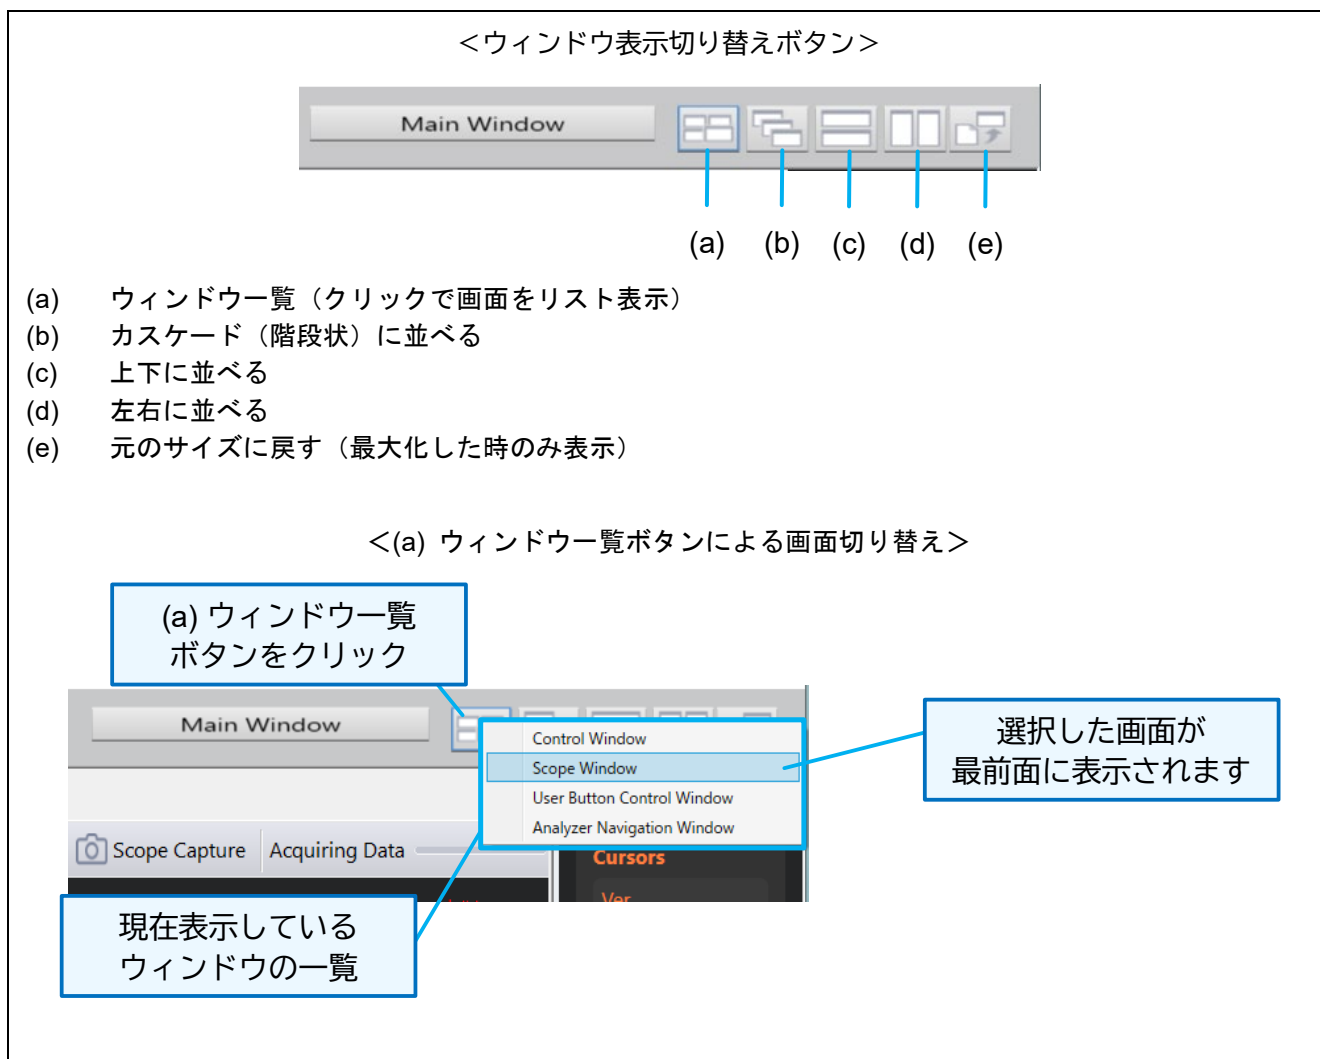 ＜ウィンドウ表示切り替えボタン＞
Main Window
(a) (b) (c) (d) (e)
(a) ウィンドウ一覧（クリックで画面をリスト表示）
(b) カスケード（階段状）に並べる
(c) 上下に並べる
(d) 左右に並べる
(e) 元のサイズに戻す（最大化した時のみ表示）
＜(a) ウィンドウ一覧ボタンによる画面切り替え＞
(a) ウィンドウ一覧
ボタンをクリック
Main Window
Control Window
Scope Window
User Button Control Window
Analyzer Navigation Window
選択した画面が
最前面に表示されます
Scope Capture
Acquiring Data
Cursors
Ver
現在表示している
ウィンドウの一覧